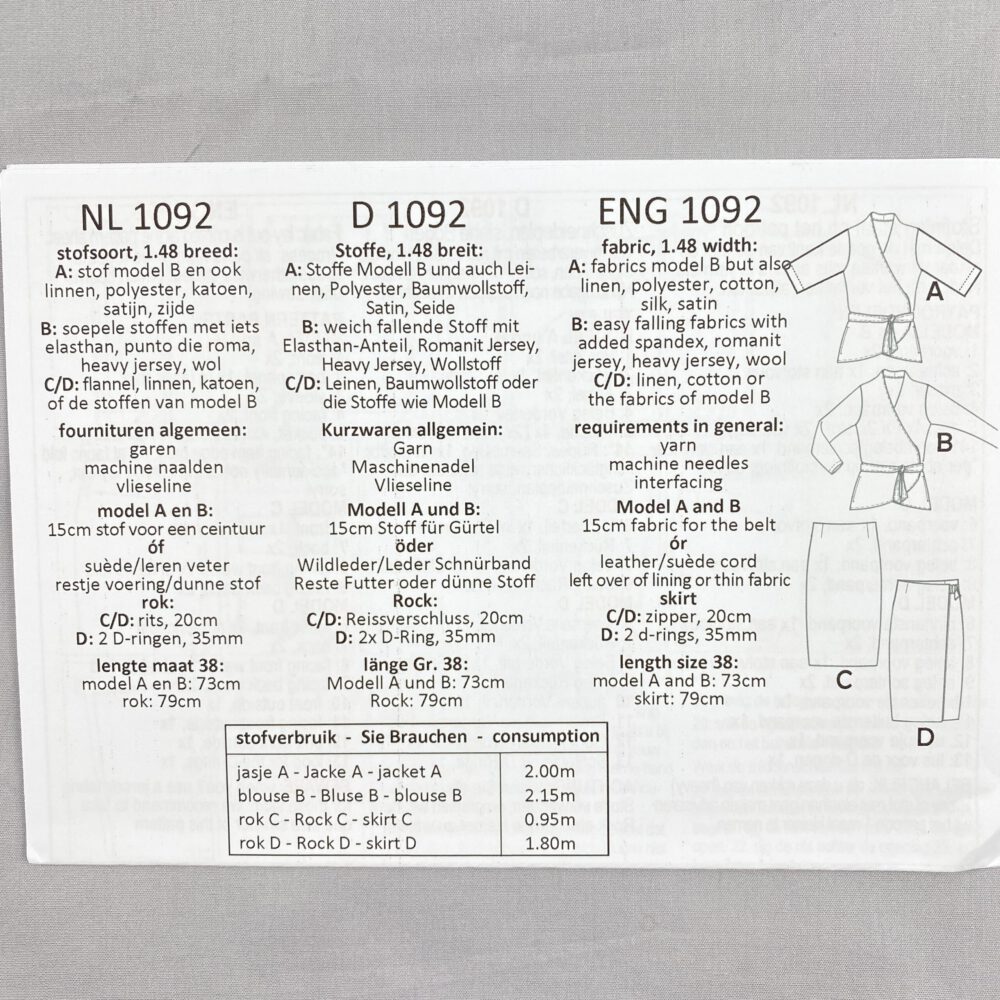 NL 1092
stofsoort, 1.48 breed:
A: stof model B en ook
linnen, polyester, katoen,
satijn, zijde
B: soepele stoffen met iets
elasthan, punto die roma,
heavy jersey, wol
C/D: flannel, linnen, katoen,
of de stoffen van model B
fournituren algemeen:
garen
machine naalden
vlieseline
model A en B:
15cm stof voor een ceintuur
óf
suède/leren veter
restje voering/dunne stof
rok:
C/D: rits, 20cm
D: 2 D-ringen, 35mm
lengte maat 38:
model A en B: 73cm
rok: 79cm
D 1092
Stoffe, 1.48 breit:
A: Stoffe Modell B und auch Lei-
nen, Polyester, Baumwollstoff,
Satin, Seide
B: weich fallende Stoff mit
Elasthan-Anteil, Romanit Jersey,
Heavy Jersey, Wollstoff
C/D: Leinen, Baumwollstoff oder
die Stoffe wie Modell B
Kurzwaren allgemein:
Garn
Maschinenadel
Vlieseline
Modell A und B:
15cm Stoff für Gürtel
öder
Wildleder/Leder Schnürband
Reste Futter oder dünne Stoff
Rock:
C/D: Reissverschluss, 20cm
D: 2x D-Ring, 35mm
länge Gr. 38:
Modell A und B: 73cm
Rock: 79cm
ENG 1092
fabric, 1.48 width:
A: fabrics model B but also
linen, polyester, cotton,
silk, satin
B: easy falling fabrics with
added spandex, romanit
jersey, heavy jersey, wool
C/D: linen, cotton or
the fabrics of model B
requirements in general:
yarn
machine needles
interfacing
Model A and B
15cm fabric for the belt
ór
leather/suède cord
left over of lining or thin fabric
skirt
C/D: zipper, 20cm
D: 2 d-rings, 35mm
length size 38:
model A and B: 73cm
skirt: 79cm
A
B
C
D
stofverbruik - Sie Brauchen - consumption
jasje A - Jacke A - jacket A 2.00m
blouse B - Bluse B - blouse B 2.15m
rok C - Rock C - skirt C 0.95m
rok D - Rock D - skirt D 1.80m